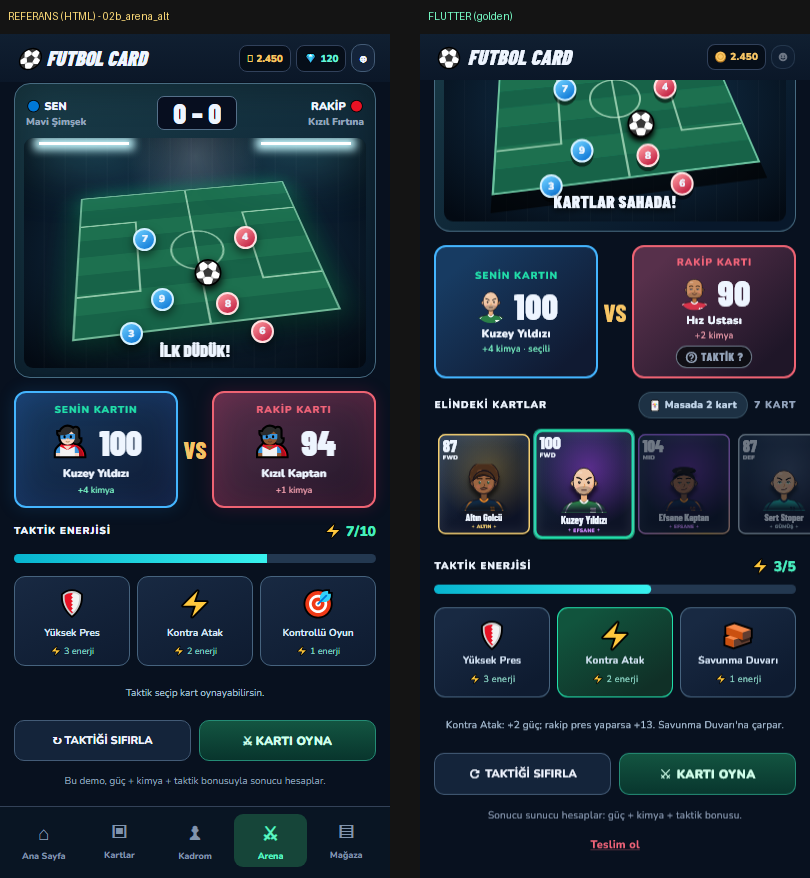 REFERANS (HTML) - 02b_arena_alt
FUTBOL CARD
2.450
120
SEN
0 – 0
RAKİP
Mavi Şimşek
Kızıl Fırtına
7
4
9
8
3
6
İLK DÜDÜK!
SENİN KARTIN
100
Kuzey Yıldızı
+4 kimya
VS
RAKİP KARTI
94
Kızıl Kaptan
+1 kimya
TAKTİK ENERJİSİ
7/10
Yüksek Pres
3 enerji
Kontra Atak
2 enerji
Kontrollü Oyun
1 enerji
Taktik seçip kart oynayabilirsin.
↻ TAKTİĞİ SIFIRLA
⚔ KARTI OYNA
Bu demo, güç + kimya + taktik bonusuyla sonucu hesaplar.
Ana Sayfa
Kartlar
Kadrom
Arena
Mağaza
FLUTTER (golden)
FUTBOL CARD
2.450
7
4
9
8
3
6
KARTLAR SAHADA!
SENİN KARTIN
100
Kuzey Yıldızı
+4 kimya · seçili
VS
RAKİP KARTI
90
Hız Ustası
+2 kimya
TAKTİK ?
ELİNDEKİ KARTLAR
Masada 2 kart
7 KART
87
FWD
Altın Golcü
• ALTIN •
100
FWD
Kuzey Yıldızı
• EFSANE •
104
MID
Efsane Kaptan
• EFSANE •
87
DEF
Sert Stoper
• GÜMÜŞ •
TAKTİK ENERJİSİ
3/5
Yüksek Pres
3 enerji
Kontra Atak
2 enerji
Savunma Duvarı
1 enerji
Kontra Atak: +2 güç; rakip pres yaparsa +13. Savunma Duvarı'na çarpar.
TAKTİĞİ SIFIRLA
KARTI OYNA
Sonucu sunucu hesaplar: güç + kimya + taktik bonusu.
Teslim ol